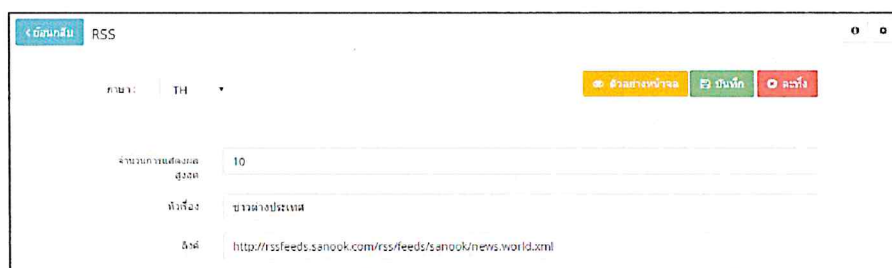 ย้อนกลับ RSS
ภาษา : TH
ตัวอย่างหน้าจอ บันทึก ละทิ้ง
จำนวนการแสดงผล
สูงสุด
10
หัวเรื่อง ข่าวต่างประเทศ
ลิงค์ http://rssfeeds.sanook.com/rss/feeds/sanook/news.world.xml